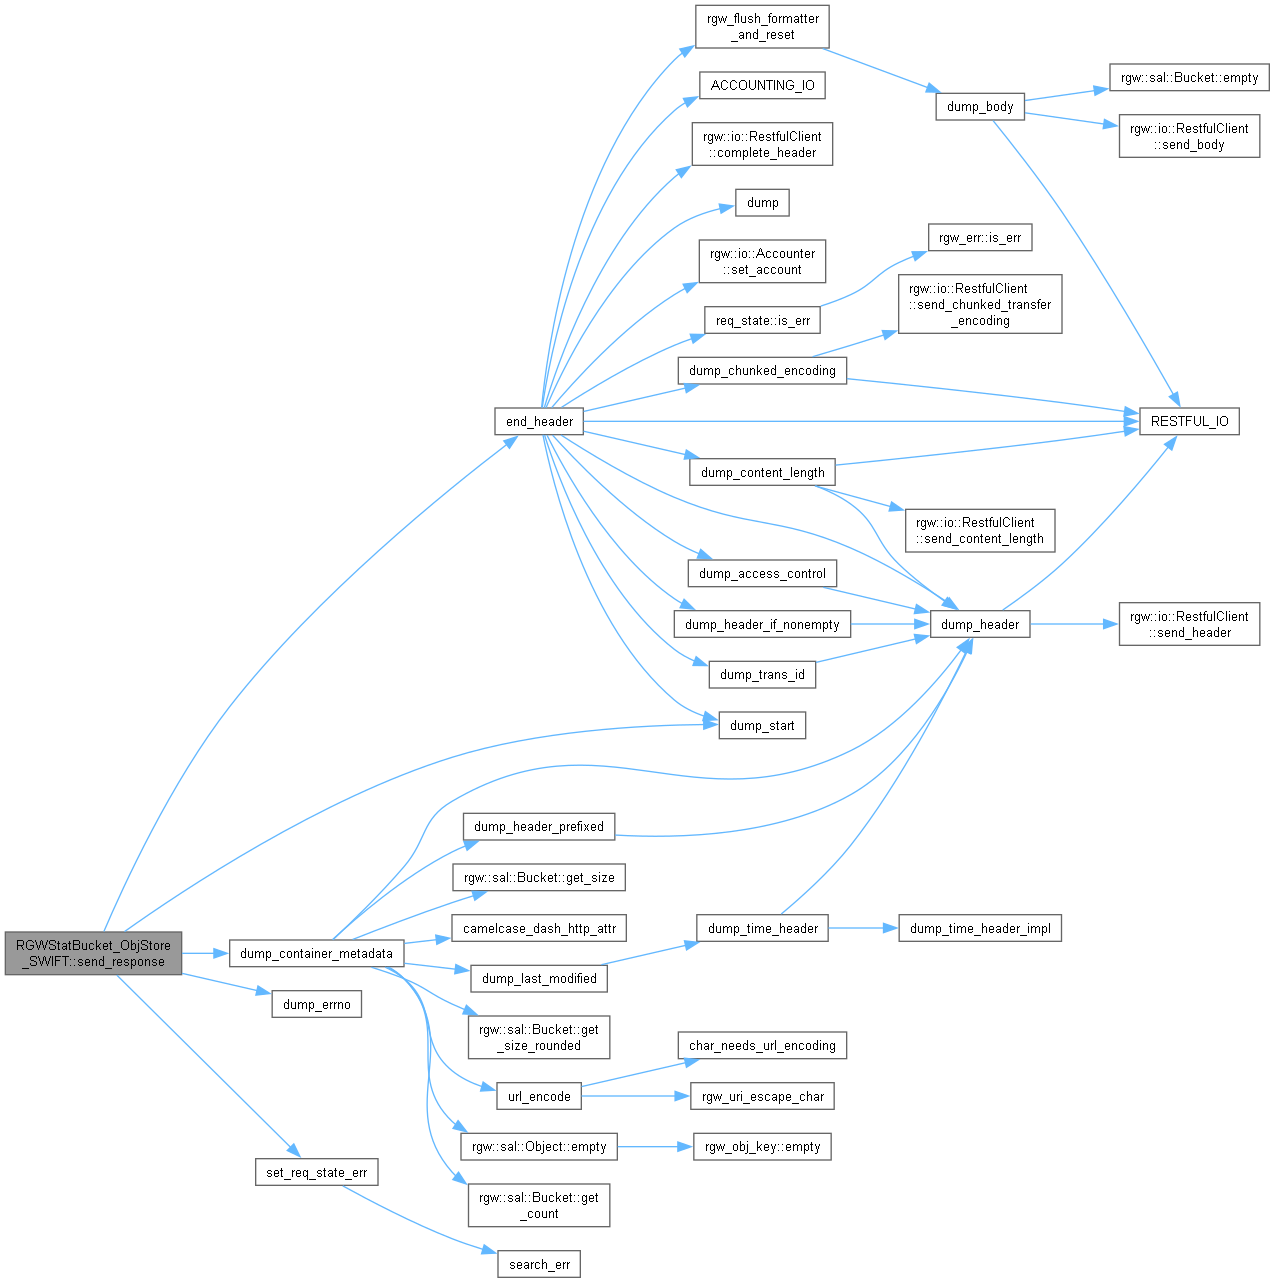 rgw_flush_formatter
_and_reset
ACCOUNTING_IO
rgw::sal::Bucket::empty
dump_body
rgw::io::RestfulClient
::send_body
rgw::io::RestfulClient
::complete_header
dump
rgw_err::is_err
rgw::io::Accounter
::set_account
rgw::io::RestfulClient
::send_chunked_transfer
_encoding
req_state::is_err
dump_chunked_encoding
end_header
RESTFUL_IO
dump_content_length
rgw::io::RestfulClient
::send_content_length
dump_access_control
dump_header_if_nonempty
dump_header
rgw::io::RestfulClient
::send_header
dump_trans_id
dump_start
dump_header_prefixed
rgw::sal::Bucket::get_size
camelcase_dash_http_attr
dump_time_header
dump_time_header_impl
RGWStatBucket_ObjStore
_SWIFT::send_response
dump_container_metadata
dump_last_modified
dump_errno
rgw::sal::Bucket::get
_size_rounded
char_needs_url_encoding
url_encode
rgw_uri_escape_char
rgw::sal::Object::empty
rgw_obj_key::empty
set_req_state_err
rgw::sal::Bucket::get
_count
search_err